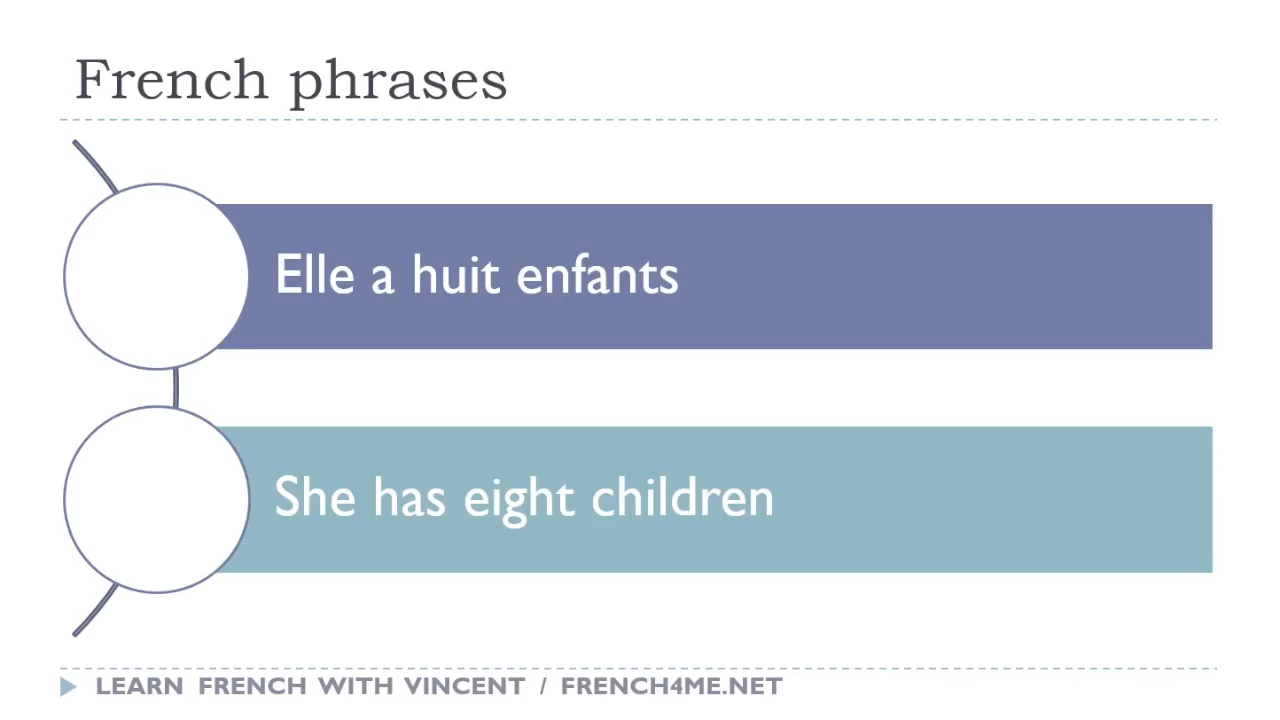 French phrases
Elle a huit enfants
She has eight children
LEARN FRENCH WITH VINCENT / FRENCH4ME.NET